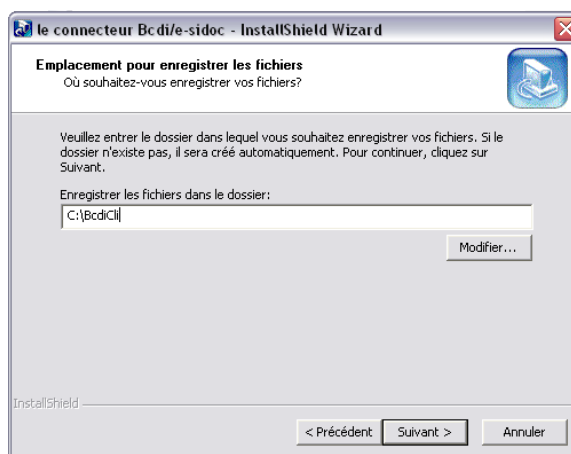 le connecteur Bcdi/e-sidoc - InstallShield Wizard
Emplacement pour enregistrer les fichiers
Où souhaitez-vous enregistrer vos fichiers?
Veuillez entrer le dossier dans lequel vous souhaitez enregistrer vos fichiers. Si le
dossier n'existe pas, il sera créé automatiquement. Pour continuer, cliquez sur
Suivant.
Enregistrer les fichiers dans le dossier:
C:\BcdiCli
Modifier...
InstallShield
< Précédent
Suivant >
Annuler